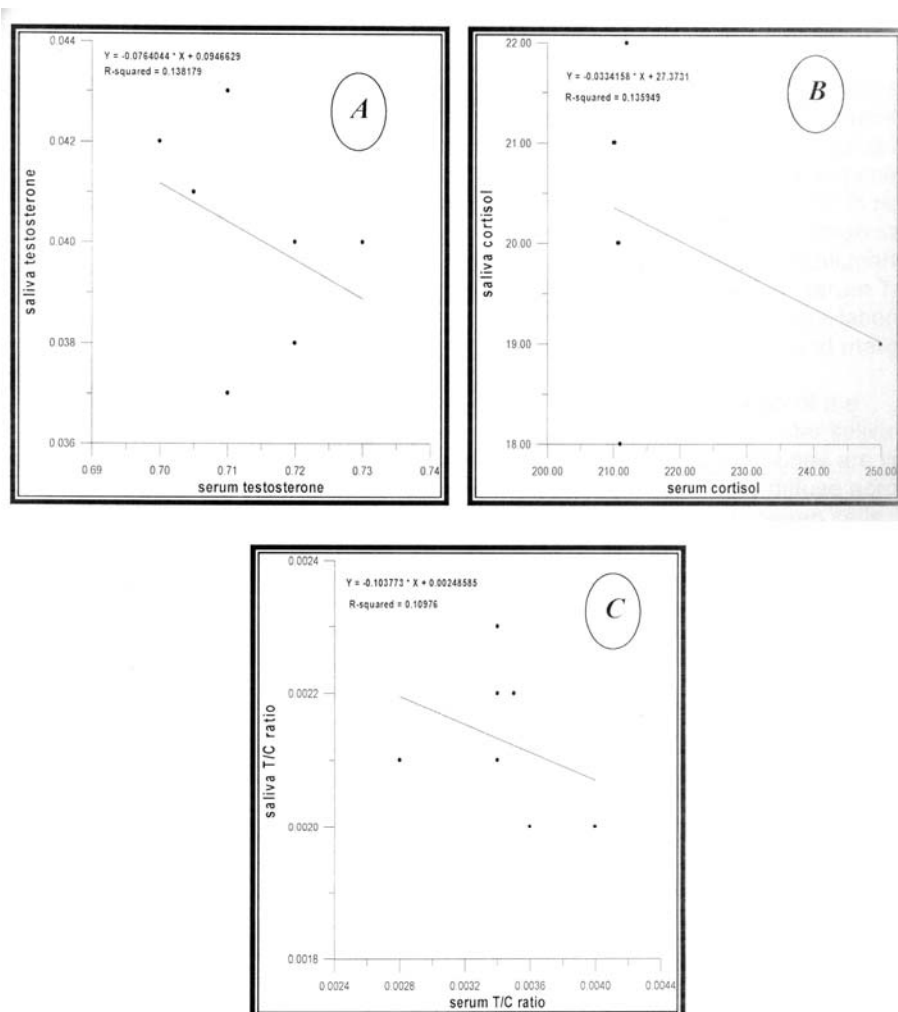 0.044
Y = -0.0764044 * X + 0.0946629
R-squared = 0.138179
A
0.042
0.040
0.038
0.036
saliva testosterone
0.69 0.70 0.71 0.72 0.73 0.74
serum testosterone
22.00
Y = -0.0334158 * X + 27.3731
R-squared = 0.135949
B
21.00
20.00
19.00
18.00
saliva cortisol
200.00 210.00 220.00 230.00 240.00 250.00
serum cortisol
0.0024
Y = -0.103773 * X + 0.00248585
R-squared = 0.10976
C
0.0022
0.0020
0.0018
saliva T/C ratio
0.0024 0.0028 0.0032 0.0036 0.0040 0.0044
serum T/C ratio